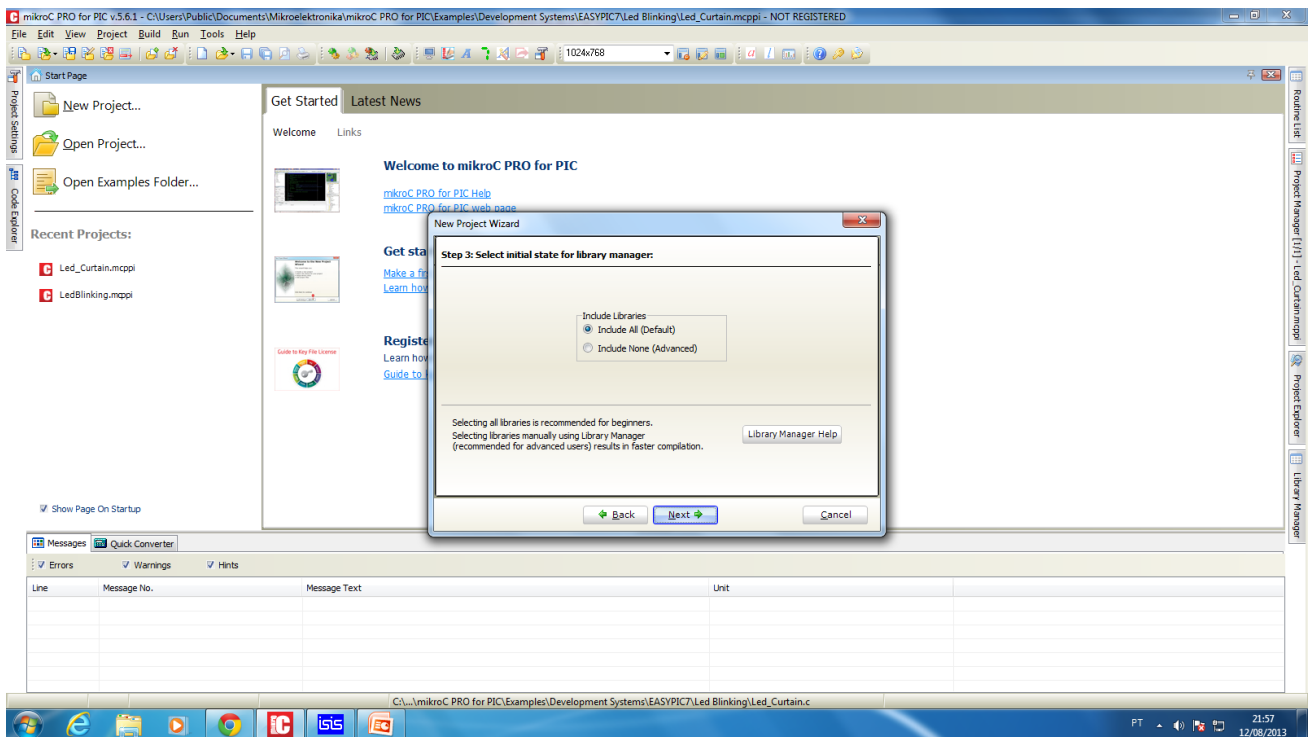 mikroC PRO for PIC v.5.6.1 - C:\Users\Public\Documents\Mikroelektronika\mikroC PRO for PIC\Examples\Development Systems\EASYPIC7\Led Blinking\Led_Curtain.mcppi - NOT REGISTERED
File Edit View Project Build Run Tools Help
1024x768
Start Page
Project Settings
Code Explorer
New Project...
Open Project...
Open Examples Folder...
Recent Projects:
Led_Curtain.mcppi
LedBlinking.mcppi
Show Page On Startup
Get Started Latest News
Welcome Links
Welcome to mikroC PRO for PIC
mikroC PRO for PIC Help
mikroC PRO for PIC web page
Get sta
Make a fir
Learn how
Registe
Learn how
Guide to
Guide to Key File License
New Project Wizard
Step 3: Select initial state for library manager:
Include Libraries
Include All (Default)
Include None (Advanced)
Selecting all libraries is recommended for beginners.
Selecting libraries manually using Library Manager
(recommended for advanced users) results in faster compilation.
Library Manager Help
Back Next Cancel
Routine List
Project Manager [1/1] - Led_Curtain.mcppi
Project Explorer
Library Manager
Messages Quick Converter
Errors Warnings Hints
Line Message No. Message Text Unit
C:\...\mikroC PRO for PIC\Examples\Development Systems\EASYPIC7\Led Blinking\Led_Curtain.c
isis
PT
21:57
12/08/2013